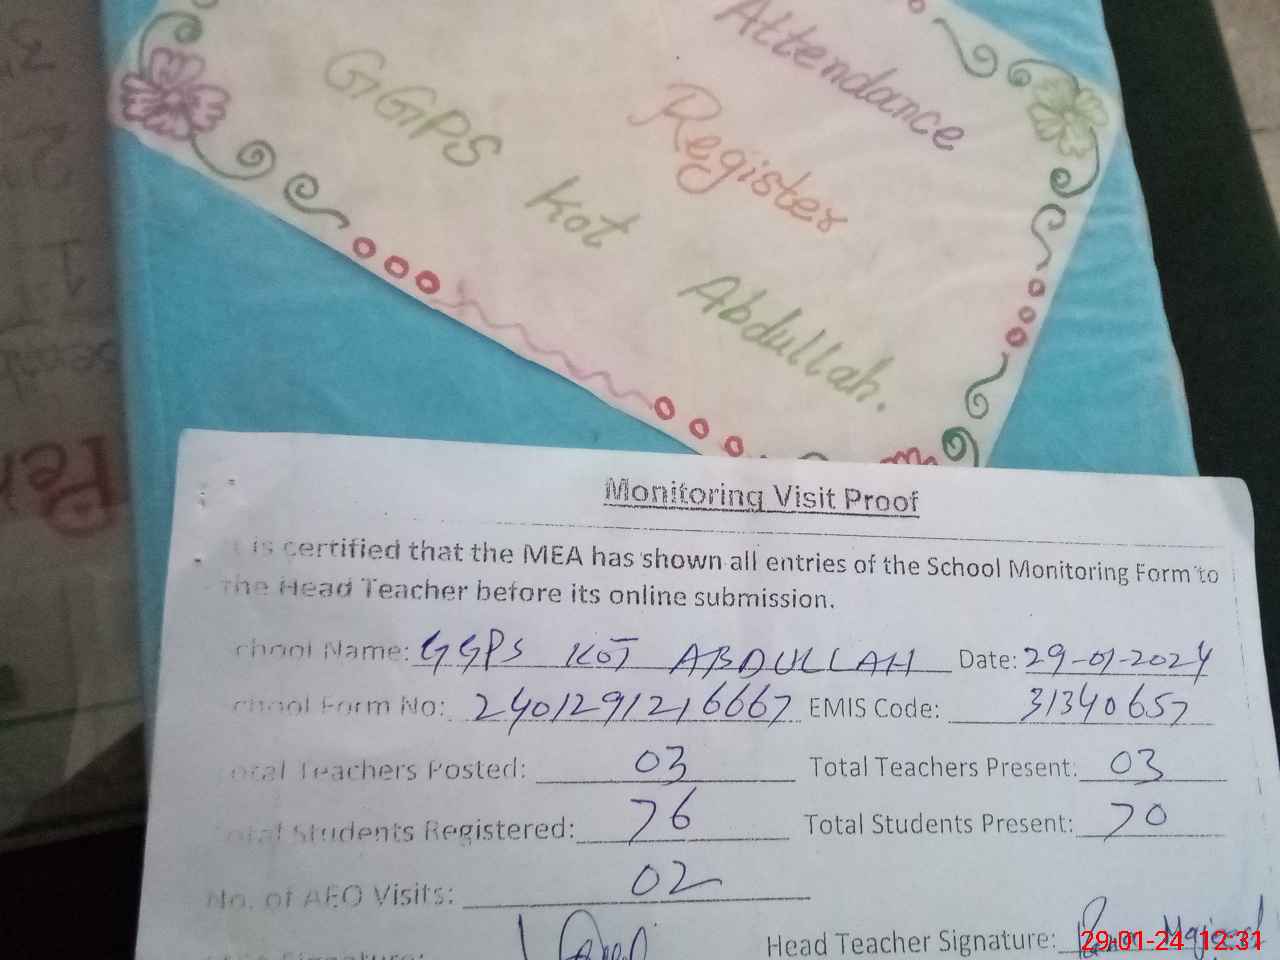 Attendance
Register
GGPS Kot Abdullah.
Monitoring Visit Proof
is certified that the MEA has shown all entries of the School Monitoring Form to
the Head Teacher before its online submission.
chool Name: GGPS KOT ABDULLAH Date: 29-01-2024
chool Form No: 2401291216667 EMIS Code: 31340657
otal Teachers Posted: 03 Total Teachers Present: 03
otal Students Registered: 76 Total Students Present: 70
No. of AEO Visits: 02
Head Teacher Signature:
29-01-24 12:31